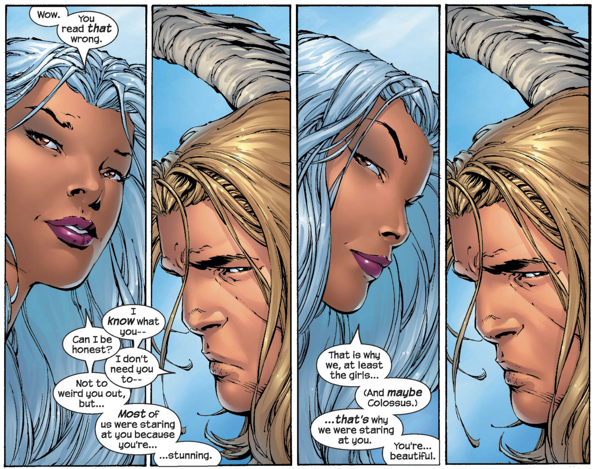 Wow.
You
read that
wrong.
I
know what
you--
Can I be
honest?
I don't
need you
to--
Not to
weird you out,
but...
Most of
us were staring
at you because
you're...
...stunning.
That is why
we, at least
the girls...
(And maybe
Colossus.)
...that's why
we were staring
at you.
You're...
beautiful.